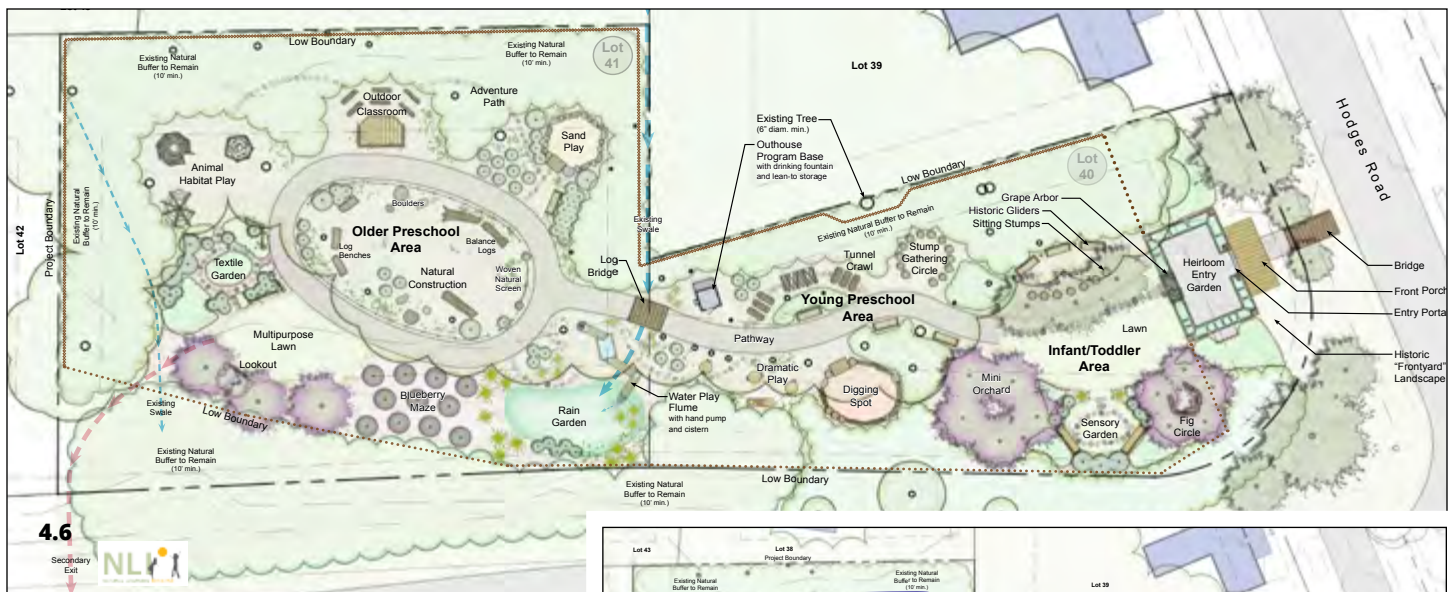 Low Boundary
Existing Natural
Buffer to Remain
(10' min.)
Existing Natural
Buffer to Remain
(10' min.)
Lot
41
Lot 39
Hodges Road
Outdoor
Classroom
Adventure
Path
Sand
Play
Animal
Habitat Play
Existing Natural
Buffer to Remain
(10' min.)
Project Boundary
Lot 42
Boulders
Older Preschool
Area
Log
Benches
Balance
Logs
Natural
Construction
Woven
Natural
Screen
Textile
Garden
Existing
Swale
Log
Bridge
Existing Tree
(6" diam. min.)
Outhouse
Program Base
with drinking fountain
and lean-to storage
Low Boundary
Lot
40
Existing Natural Buffer to Remain
(10' min.)
Grape Arbor
Historic Gliders
Sitting Stumps
Stump
Gathering
Circle
Tunnel
Crawl
Young Preschool
Area
Heirloom
Entry
Garden
Bridge
Front Porch
Entry Porta
Historic
"Frontyard"
Landscape
Pathway
Lawn
Infant/Toddler
Area
Multipurpose
Lawn
Lookout
Existing
Swale
Low Boundary
Blueberry
Maze
Rain
Garden
Water Play
Flume
with hand pump
and cistern
Dramatic
Play
Digging
Spot
Mini
Orchard
Sensory
Garden
Fig
Circle
Existing Natural
Buffer to Remain
(10' min.)
Existing Natural
Buffer to Remain
(10' min.)
Low Boundary
4.6
Secondary
Exit
NLI
Lot 43
Lot 38
Project Boundary
Existing Natural
Buffer to Remain
Existing Natural
Buffer to Remain
(10' min.)
Lot 39